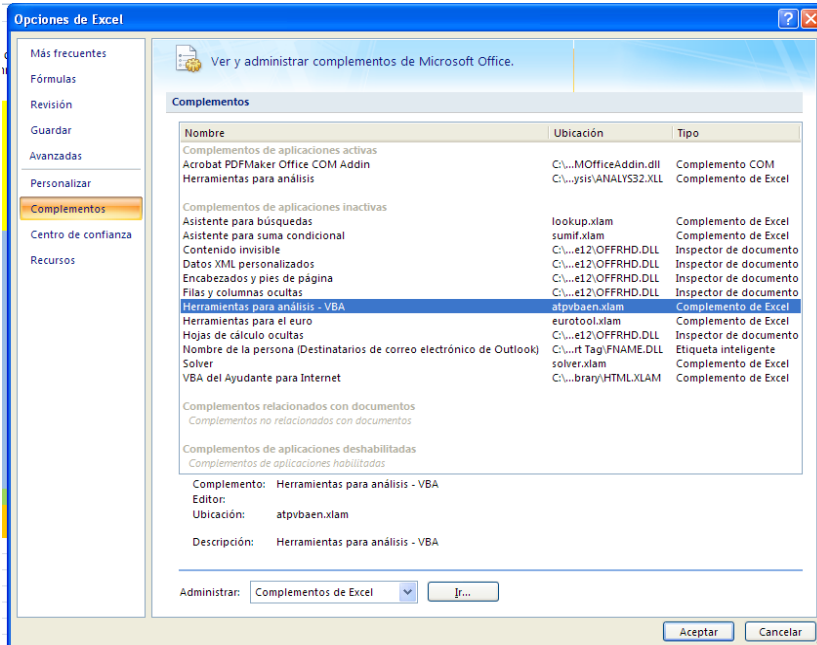 Opciones de Excel
Más frecuentes
Fórmulas
Revisión
Guardar
Avanzadas
Personalizar
Complementos
Centro de confianza
Recursos
Ver y administrar complementos de Microsoft Office.
Complementos
Nombre Ubicación Tipo
Complementos de aplicaciones activas
Acrobat PDFMaker Office COM Addin C:\...MOfficeAddin.dll Complemento COM
Herramientas para análisis C:\...ysis\ANALYS32.XLL Complemento de Excel
Complementos de aplicaciones inactivas
Asistente para búsquedas lookup.xlam Complemento de Excel
Asistente para suma condicional sumif.xlam Complemento de Excel
Contenido invisible C:\...e12\OFFRHD.DLL Inspector de documento
Datos XML personalizados C:\...e12\OFFRHD.DLL Inspector de documento
Encabezados y pies de página C:\...e12\OFFRHD.DLL Inspector de documento
Filas y columnas ocultas C:\...e12\OFFRHD.DLL Inspector de documento
Herramientas para análisis - VBA atpvbaen.xlam Complemento de Excel
Herramientas para el euro eurotool.xlam Complemento de Excel
Hojas de cálculo ocultas C:\...e12\OFFRHD.DLL Inspector de documento
Nombre de la persona (Destinatarios de correo electrónico de Outlook) C:\...rt Tag\FNAME.DLL Etiqueta inteligente
Solver solver.xlam Complemento de Excel
VBA del Ayudante para Internet C:\...brary\HTML.XLAM Complemento de Excel
Complementos relacionados con documentos
Complementos no relacionados con documentos
Complementos de aplicaciones deshabilitadas
Complementos de aplicaciones habilitadas
Complemento: Herramientas para análisis - VBA
Editor:
Ubicación: atpvbaen.xlam
Descripción: Herramientas para análisis - VBA
Administrar: Complementos de Excel Ir...
Aceptar Cancelar